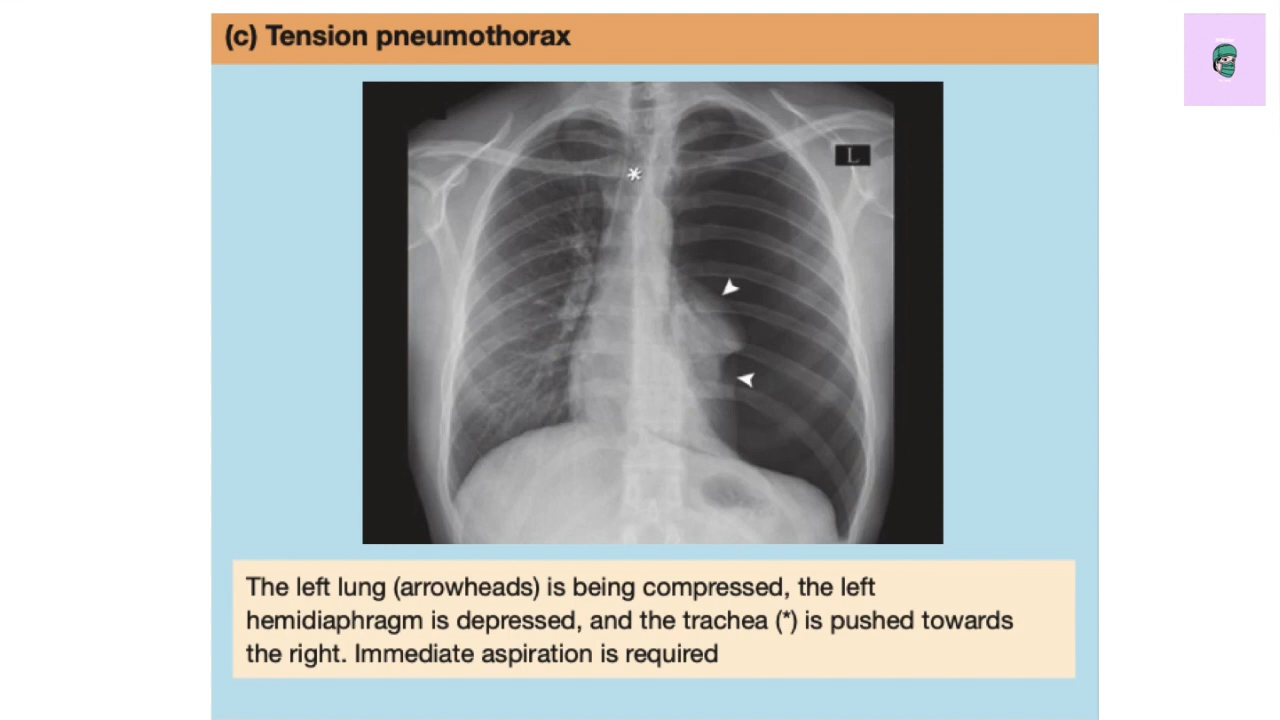 (c) Tension pneumothorax
L
*
The left lung (arrowheads) is being compressed, the left
hemidiaphragm is depressed, and the trachea (*) is pushed towards
the right. Immediate aspiration is required